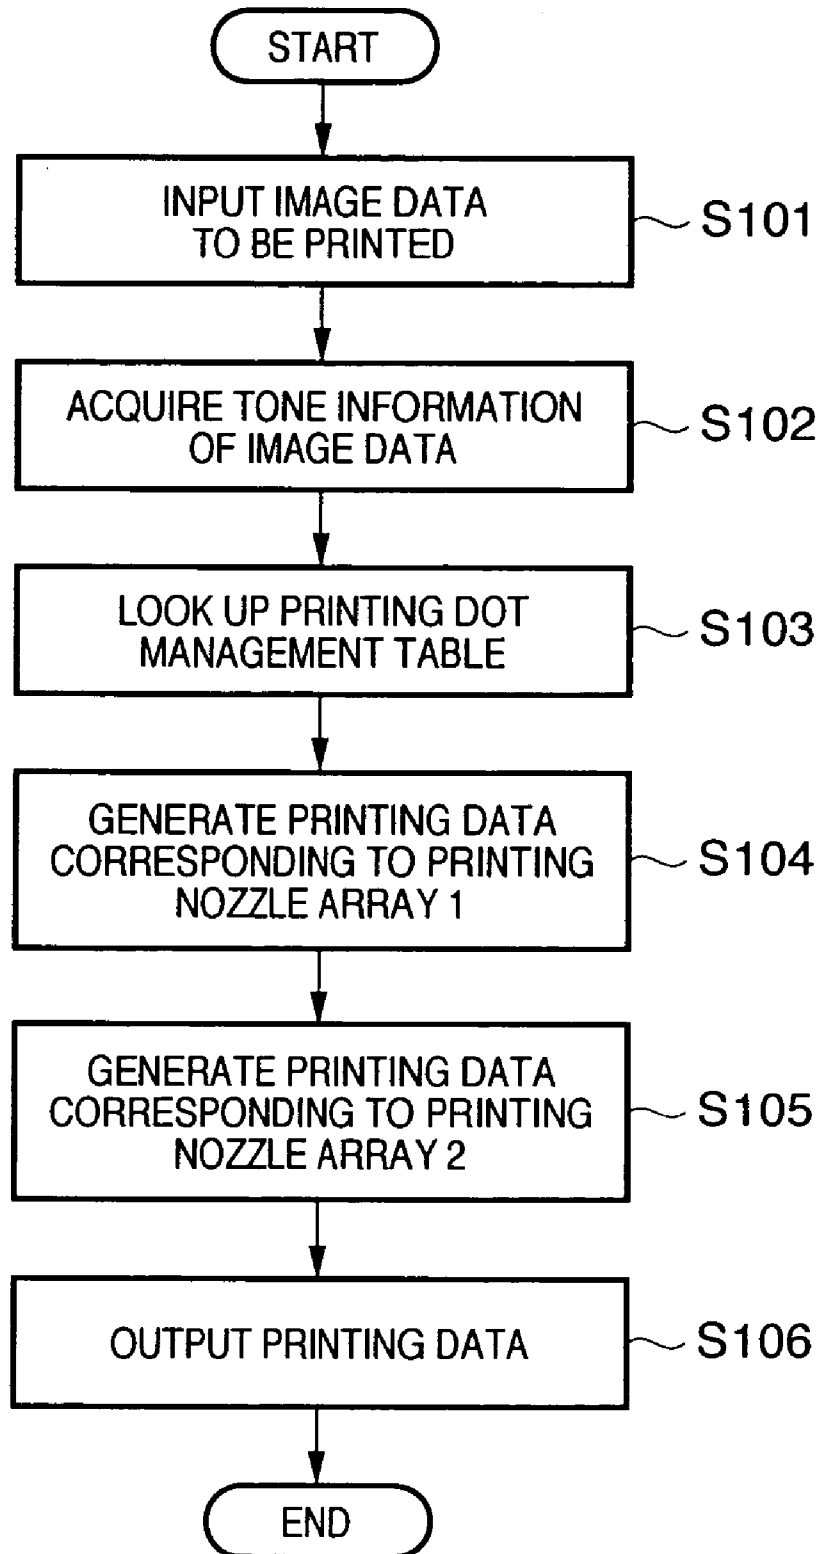 START
INPUT IMAGE DATA
TO BE PRINTED
S101
ACQUIRE TONE INFORMATION
OF IMAGE DATA
S102
LOOK UP PRINTING DOT
MANAGEMENT TABLE
S103
GENERATE PRINTING DATA
CORRESPONDING TO PRINTING
NOZZLE ARRAY 1
S104
GENERATE PRINTING DATA
CORRESPONDING TO PRINTING
NOZZLE ARRAY 2
S105
OUTPUT PRINTING DATA
S106
END